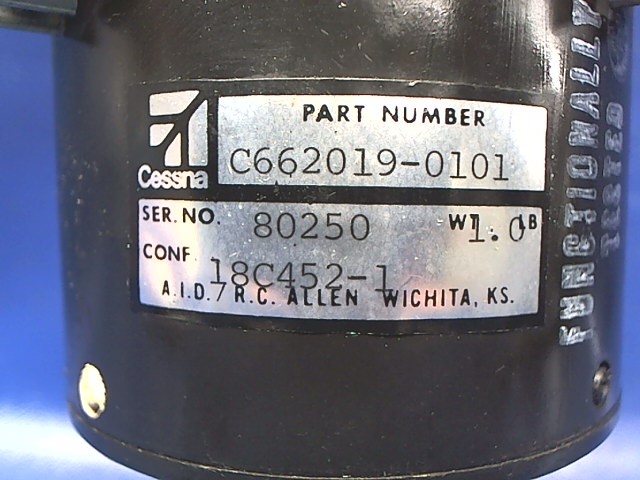 PART NUMBER
Cessna
C662019-0101
SER. NO. 80250 WT 1.0 LB
CONF 18C452-1
A.I.D./R.C. ALLEN WICHITA, KS.
FUNCTIONALLY
TESTED